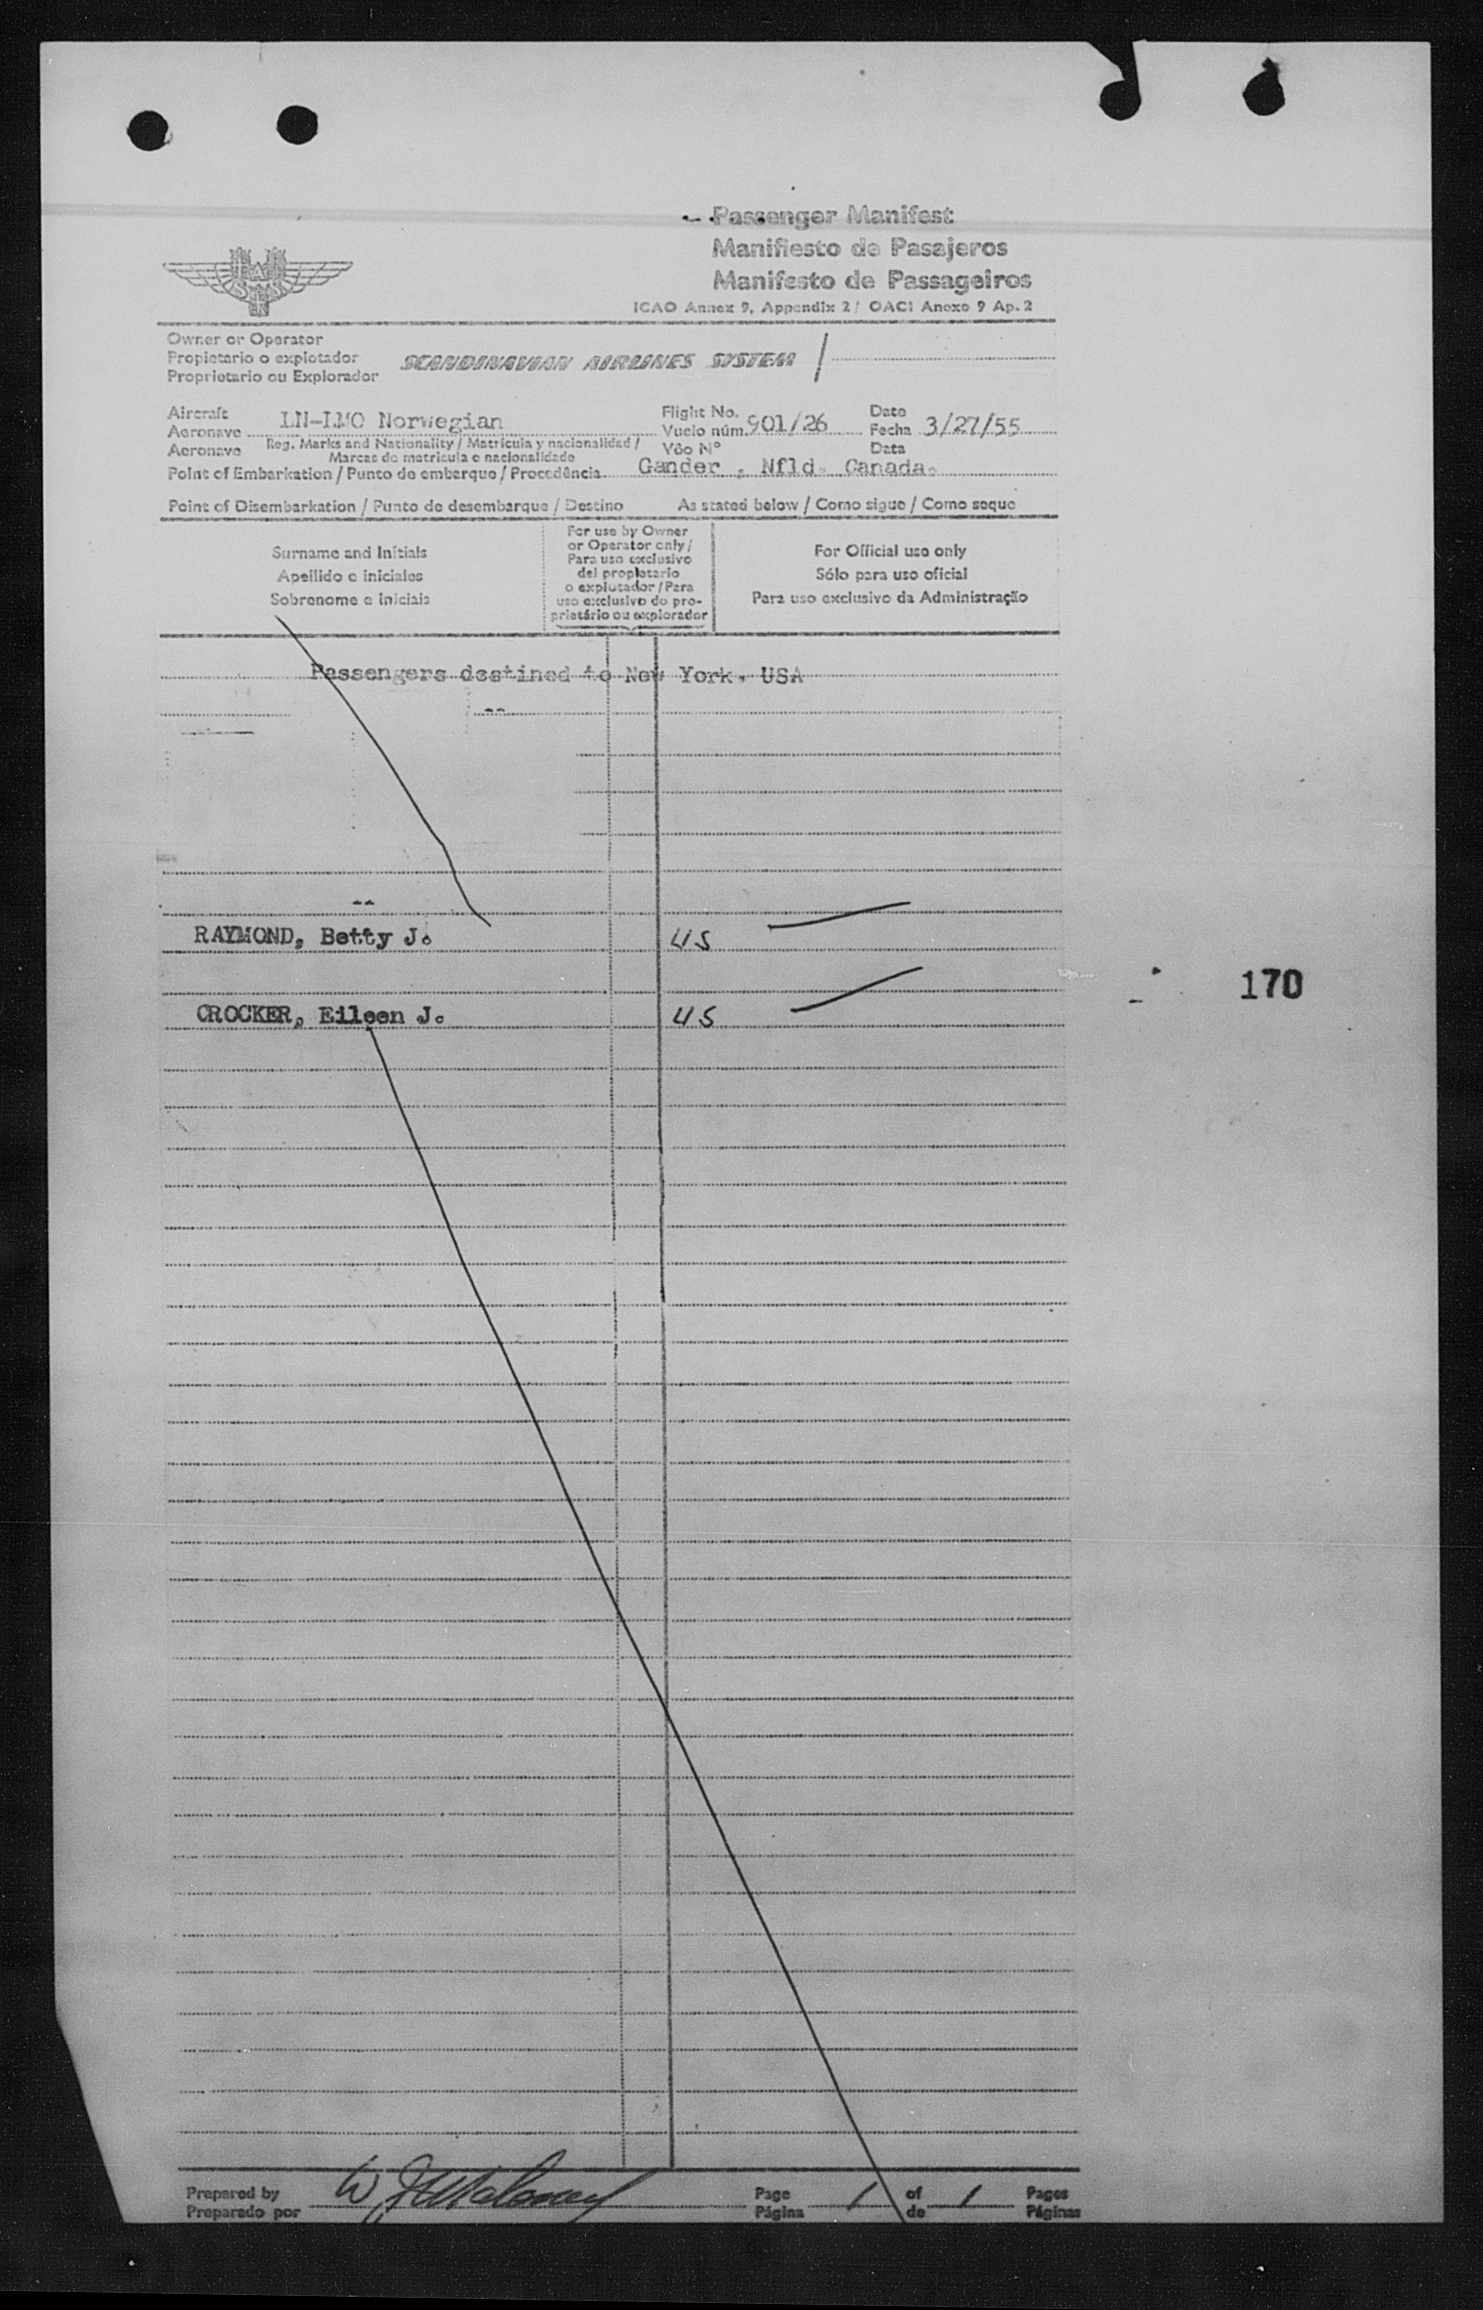 Passenger Manifest
Manifiesto de Pasajeros
Manifesto de Passageiros
ICAO Annex 9, Appendix 2 / OACI Anexo 9 Ap. 2
SAS
Owner or Operator
Propietario o explotador
Proprietario ou Explorador
SCANDINAVIAN AIRLINES SYSTEM
Aircraft
Aeronave
Aeronave
LN-LMO Norwegian
Reg. Marks and Nationality / Matrícula y nacionalidad /
Marcas de matricula e nacionalidade
Flight No.
Vuelo núm.
Vôo Nº
901/26
Date
Fecha
Data
3/27/55
Point of Embarkation / Punto de embarque / Procedência Gander, Nfld. Canada.
Point of Disembarkation / Punto de desembarque / Destino As stated below / Como sigue / Como seque
Surname and Initials
Apellido e iniciales
Sobrenome e iniciais
For use by Owner
or Operator only /
Para uso exclusivo
del propietario
o explotador / Para
uso exclusivo do pro-
prietário ou explorador
For Official use only
Sólo para uso oficial
Para uso exclusivo da Administração
Passengers destined to New York. USA
RAYMOND, Betty J. US
170
CROCKER, Eileen J. US
Prepared by
Preparado por
Page
Página
1
of
de
1
Pages
Páginas